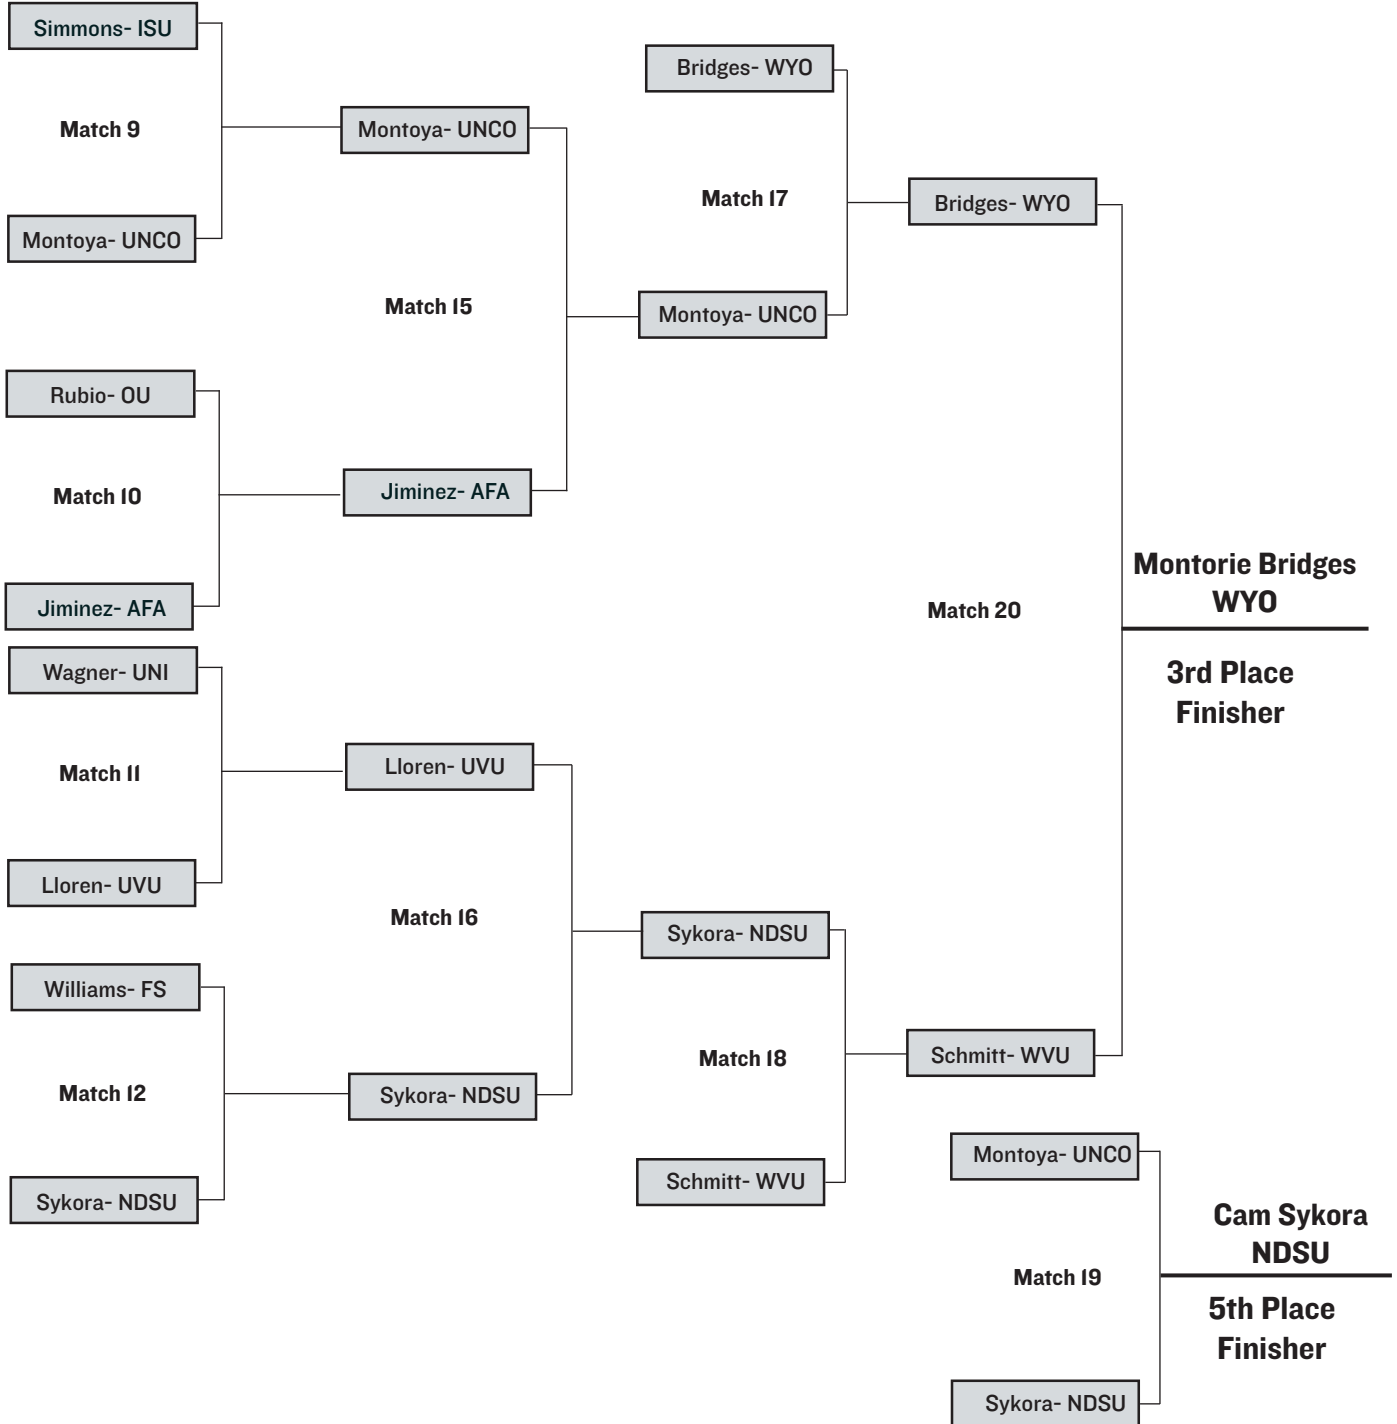 Simmons- ISU
Match 9
Montoya- UNCO
Montoya- UNCO
Match 15
Rubio- OU
Match 10
Jiminez- AFA
Jiminez- AFA
Bridges- WYO
Match 17
Montoya- UNCO
Bridges- WYO
Wagner- UNI
Match 11
Lloren- UVU
Lloren- UVU
Match 16
Williams- FS
Match 12
Sykora- NDSU
Sykora- NDSU
Sykora- NDSU
Match 18
Schmitt- WVU
Schmitt- WVU
Match 20
Montorie Bridges
WYO
3rd Place
Finisher
Montoya- UNCO
Match 19
Sykora- NDSU
Cam Sykora
NDSU
5th Place
Finisher